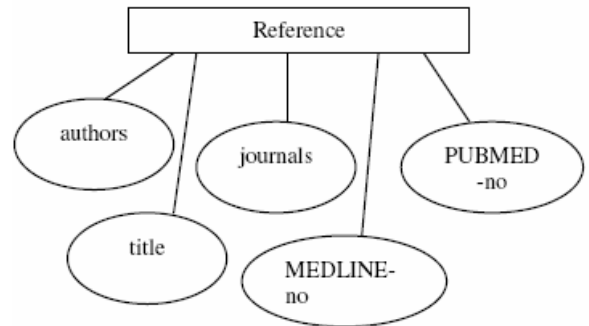 Reference
authors
journals
PUBMED
-no
title
MEDLINE-
no